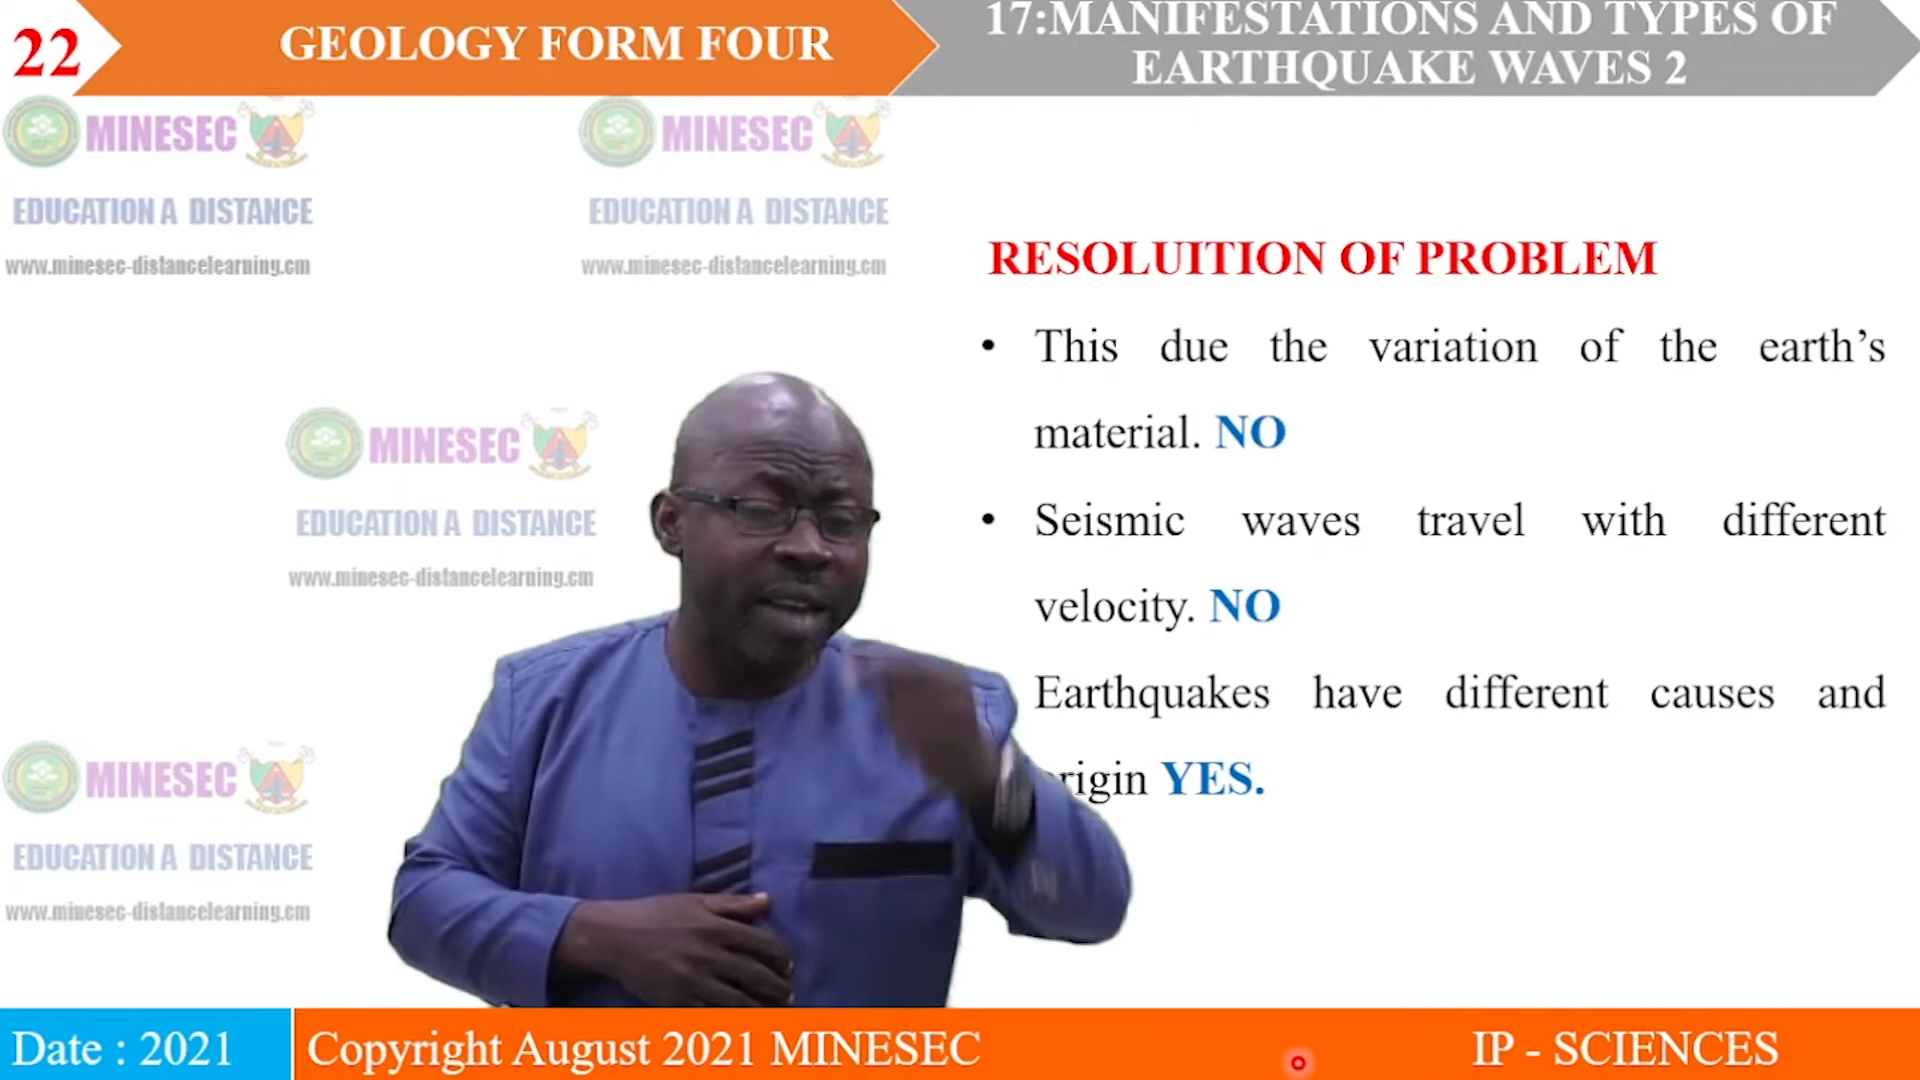 22
GEOLOGY FORM FOUR
17:MANIFESTATIONS AND TYPES OF
EARTHQUAKE WAVES 2
MINESEC
EDUCATION A DISTANCE
www.minesec-distancelearning.cm
MINESEC
EDUCATION A DISTANCE
www.minesec-distancelearning.cm
RESOLUITION OF PROBLEM
• This due the variation of the earth's
material. NO
• Seismic waves travel with different
velocity. NO
Earthquakes have different causes and
rigin YES.
MINESEC
EDUCATION A DISTANCE
www.minesec-distancelearning.cm
MINESEC
EDUCATION A DISTANCE
www.minesec-distancelearning.cm
Date : 2021
Copyright August 2021 MINESEC
IP - SCIENCES